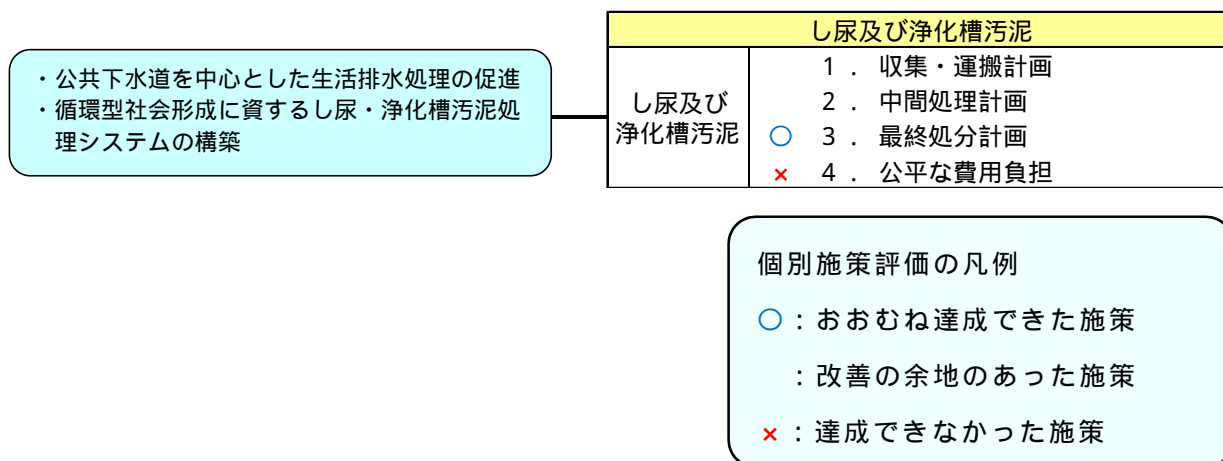 ・公共下水道を中心とした生活排水処理の促進
・循環型社会形成に資するし尿・浄化槽汚泥処
理システムの構築
し尿及び浄化槽汚泥
し尿及び
浄化槽汚泥
1． 収集・運搬計画
2． 中間処理計画
○ 3． 最終処分計画
× 4． 公平な費用負担
個別施策評価の凡例
○：おおむね達成できた施策
：改善の余地のあった施策
×：達成できなかった施策